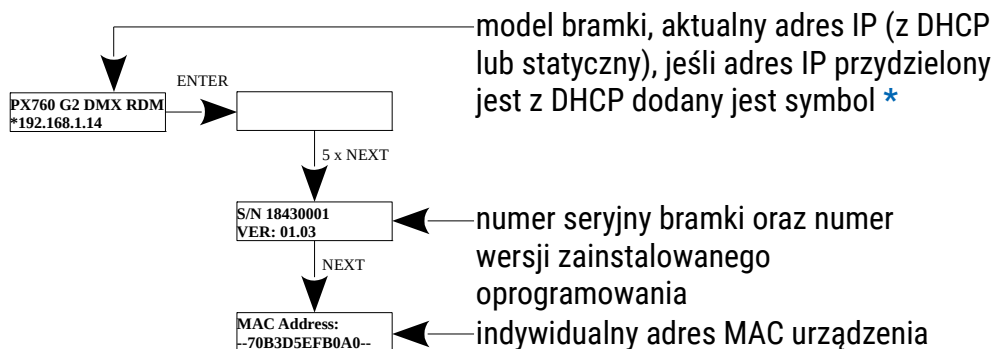 model bramki, aktualny adres IP (z DHCP
lub statyczny), jeśli adres IP przydzielony
jest z DHCP dodany jest symbol *
ENTER
PX760 G2 DMX RDM
*192.168.1.14
5 x NEXT
S/N 18430001
VER: 01.03
numer seryjny bramki oraz numer
wersji zainstalowanego
oprogramowania
NEXT
MAC Address:
--70B3D5EFB0A0--
indywidualny adres MAC urządzenia